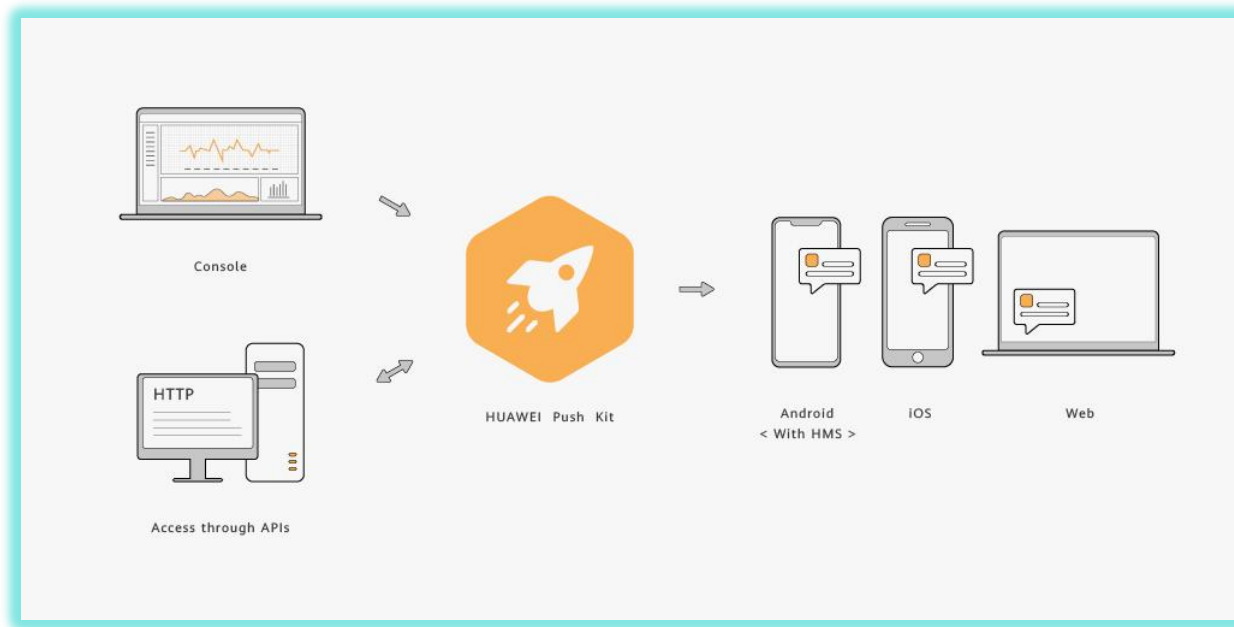 Console
HTTP
Access through APIs
HUAWEI Push Kit
Android
< With HMS >
iOS
Web